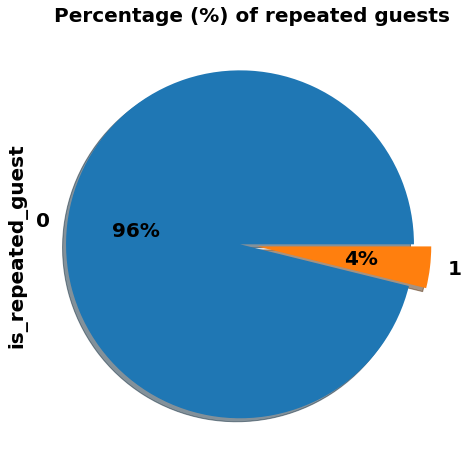 Percentage (%) of repeated guests
is_repeated_guest
0
96%
4%
1